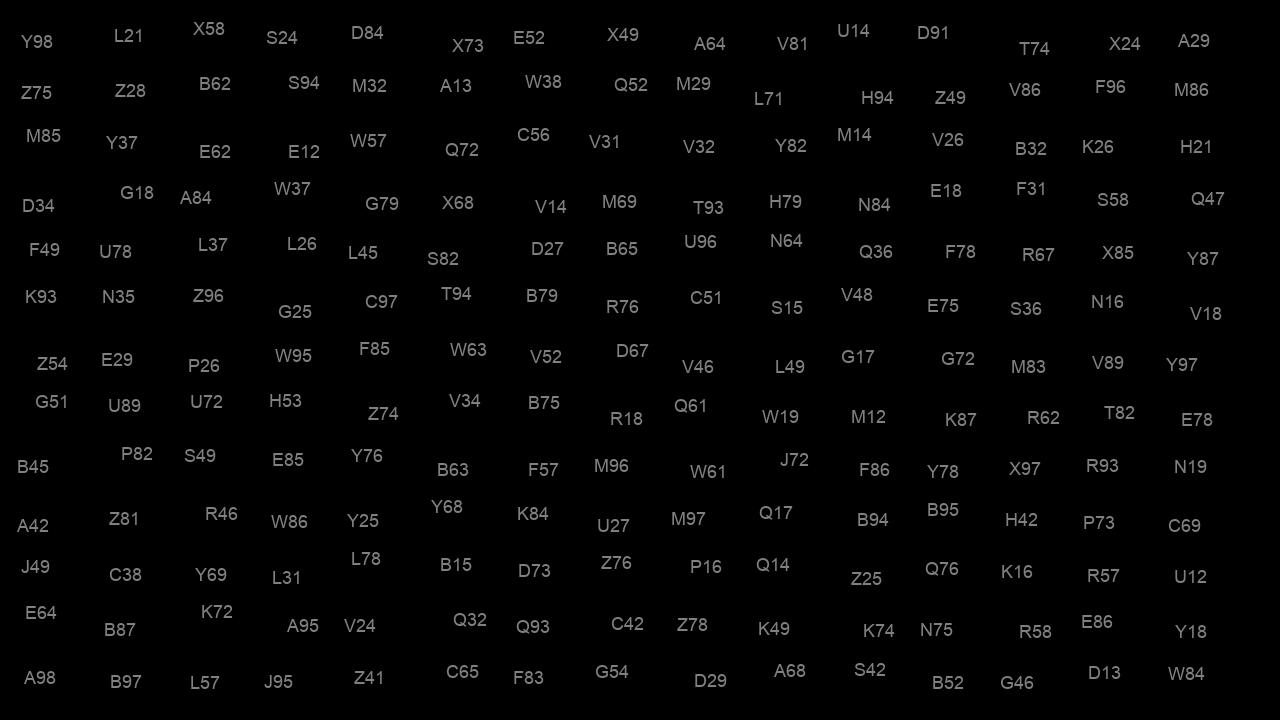 Y98 L21 X58 S24 D84 X73 E52 X49 A64 V81 U14 D91 T74 X24 A29
Z75 Z28 B62 S94 M32 A13 W38 Q52 M29 L71 H94 Z49 V86 F96 M86
M85 Y37 E62 E12 W57 Q72 C56 V31 V32 Y82 M14 V26 B32 K26 H21
D34 G18 A84 W37 G79 X68 V14 M69 T93 H79 N84 E18 F31 S58 Q47
F49 U78 L37 L26 L45 S82 D27 B65 U96 N64 Q36 F78 R67 X85 Y87
K93 N35 Z96 G25 C97 T94 B79 R76 C51 S15 V48 E75 S36 N16 V18
Z54 E29 P26 W95 F85 W63 V52 D67 V46 L49 G17 G72 M83 V89 Y97
G51 U89 U72 H53 Z74 V34 B75 R18 Q61 W19 M12 K87 R62 T82 E78
B45 P82 S49 E85 Y76 B63 F57 M96 W61 J72 F86 Y78 X97 R93 N19
A42 Z81 R46 W86 Y25 Y68 K84 U27 M97 Q17 B94 B95 H42 P73 C69
J49 C38 Y69 L31 L78 B15 D73 Z76 P16 Q14 Z25 Q76 K16 R57 U12
E64 B87 K72 A95 V24 Q32 Q93 C42 Z78 K49 K74 N75 R58 E86 Y18
A98 B97 L57 J95 Z41 C65 F83 G54 D29 A68 S42 B52 G46 D13 W84